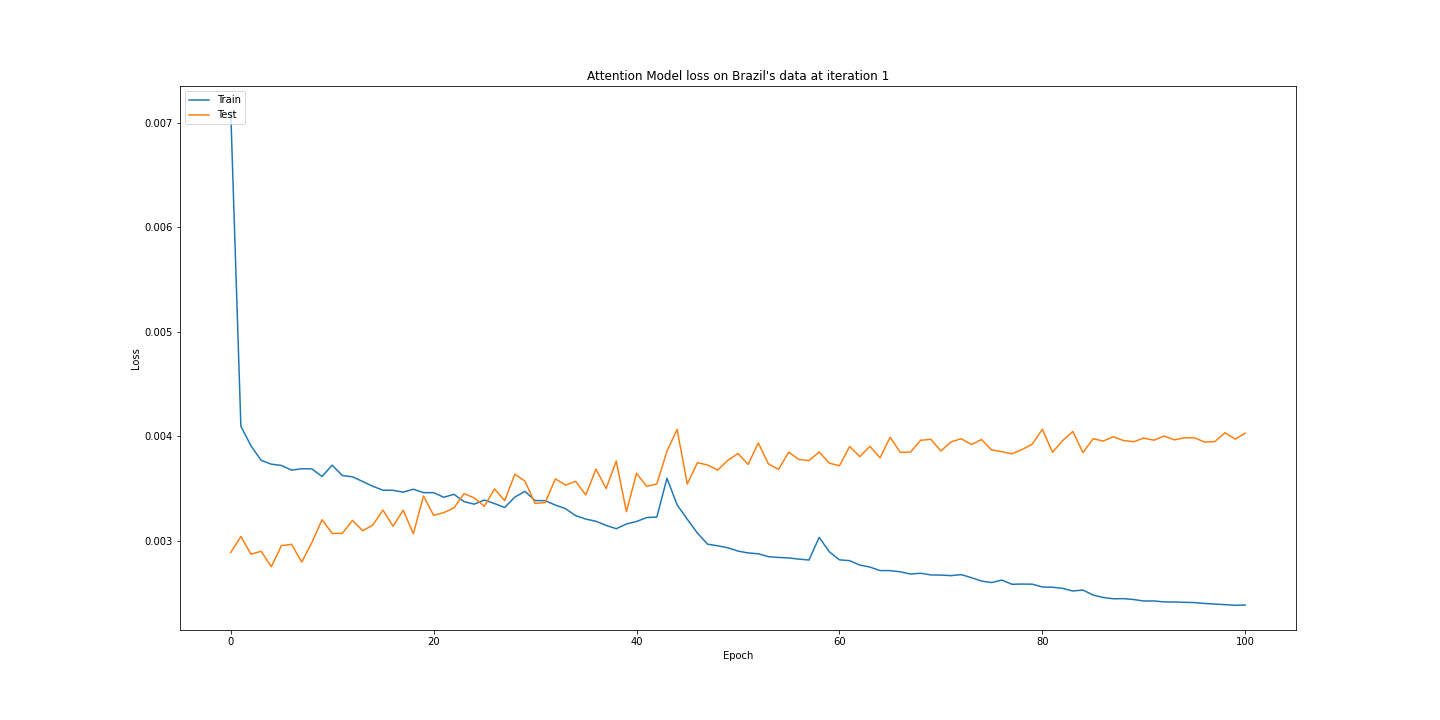 Attention Model loss on Brazil's data at iteration 1
Train
Test
0.007
0.006
0.005
0.004
0.003
Loss
0
20
40
60
80
100
Epoch